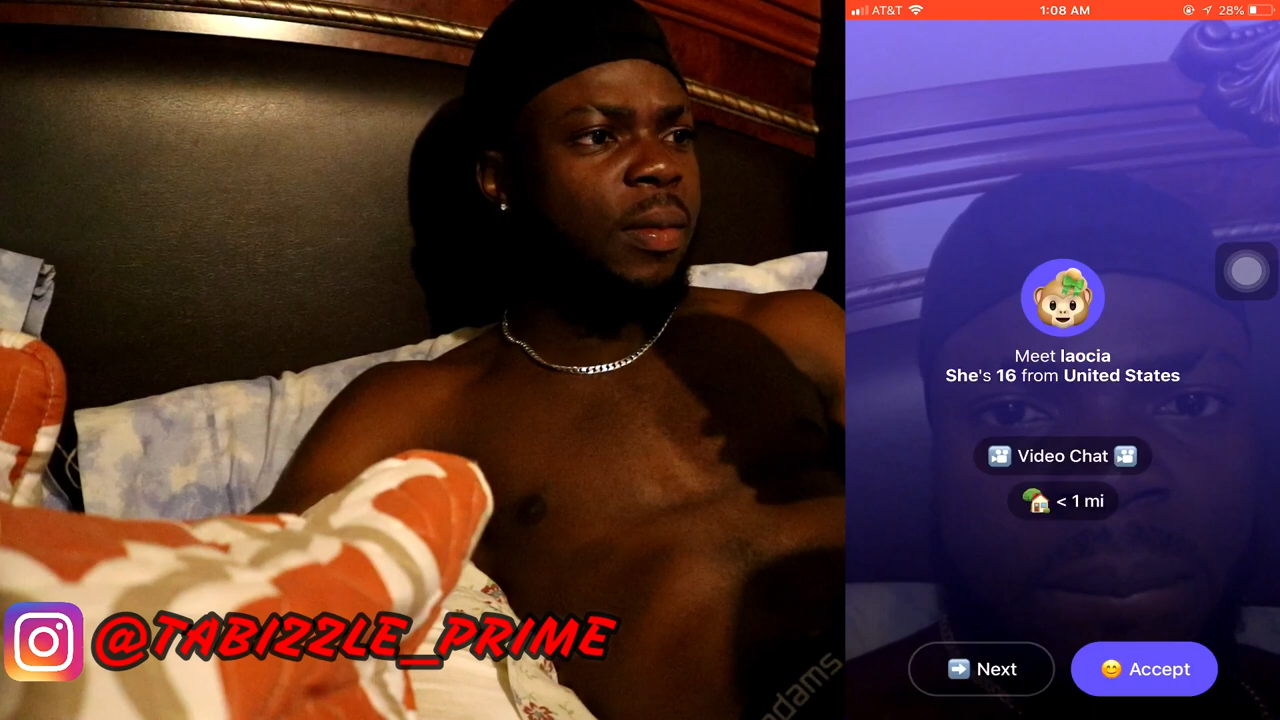 @TABIZZLE_PRIME
adams
AT&T
1:08 AM
28%
Meet laocia
She's 16 from United States
Video Chat
< 1 mi
Next
Accept